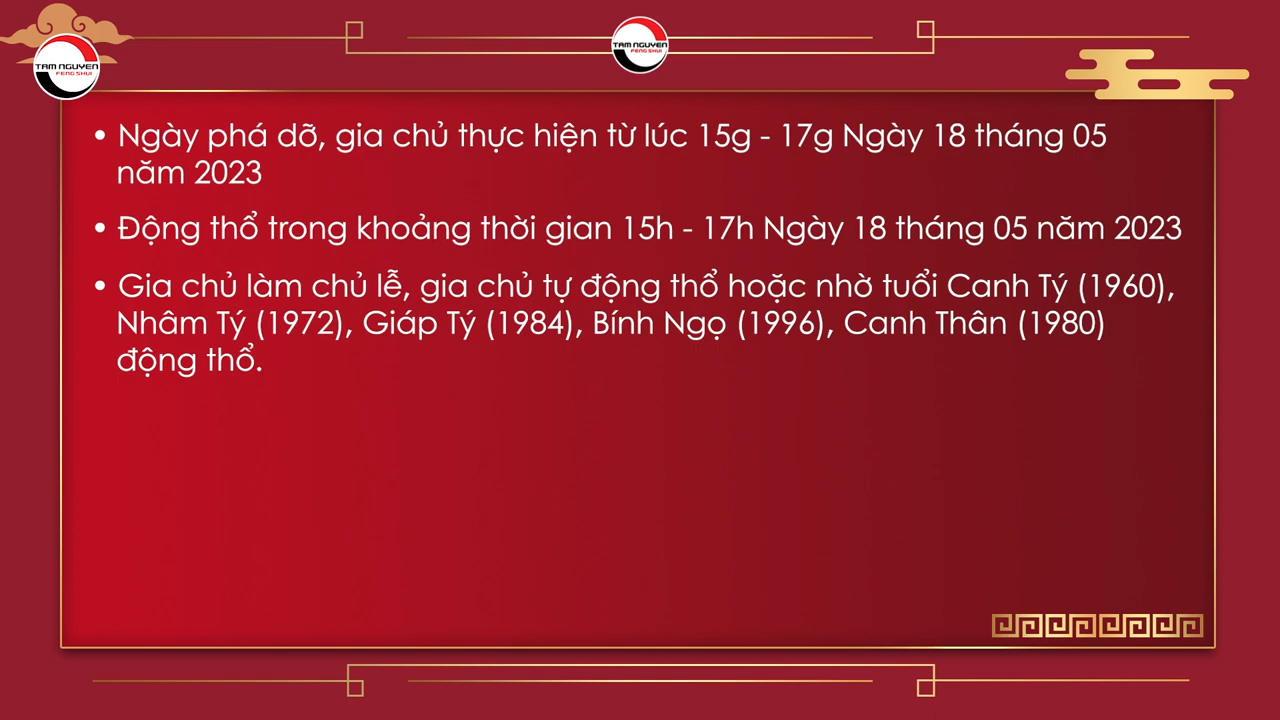 TAM NGUYEN
FENG SHUI
TAM NGUYEN
FENG SHUI
• Ngày phá dỡ, gia chủ thực hiện từ lúc 15g - 17g Ngày 18 tháng 05
năm 2023
• Động thổ trong khoảng thời gian 15h - 17h Ngày 18 tháng 05 năm 2023
• Gia chủ làm chủ lễ, gia chủ tự động thổ hoặc nhờ tuổi Canh Tý (1960),
Nhâm Tý (1972), Giáp Tý (1984), Bính Ngọ (1996), Canh Thân (1980)
động thổ.